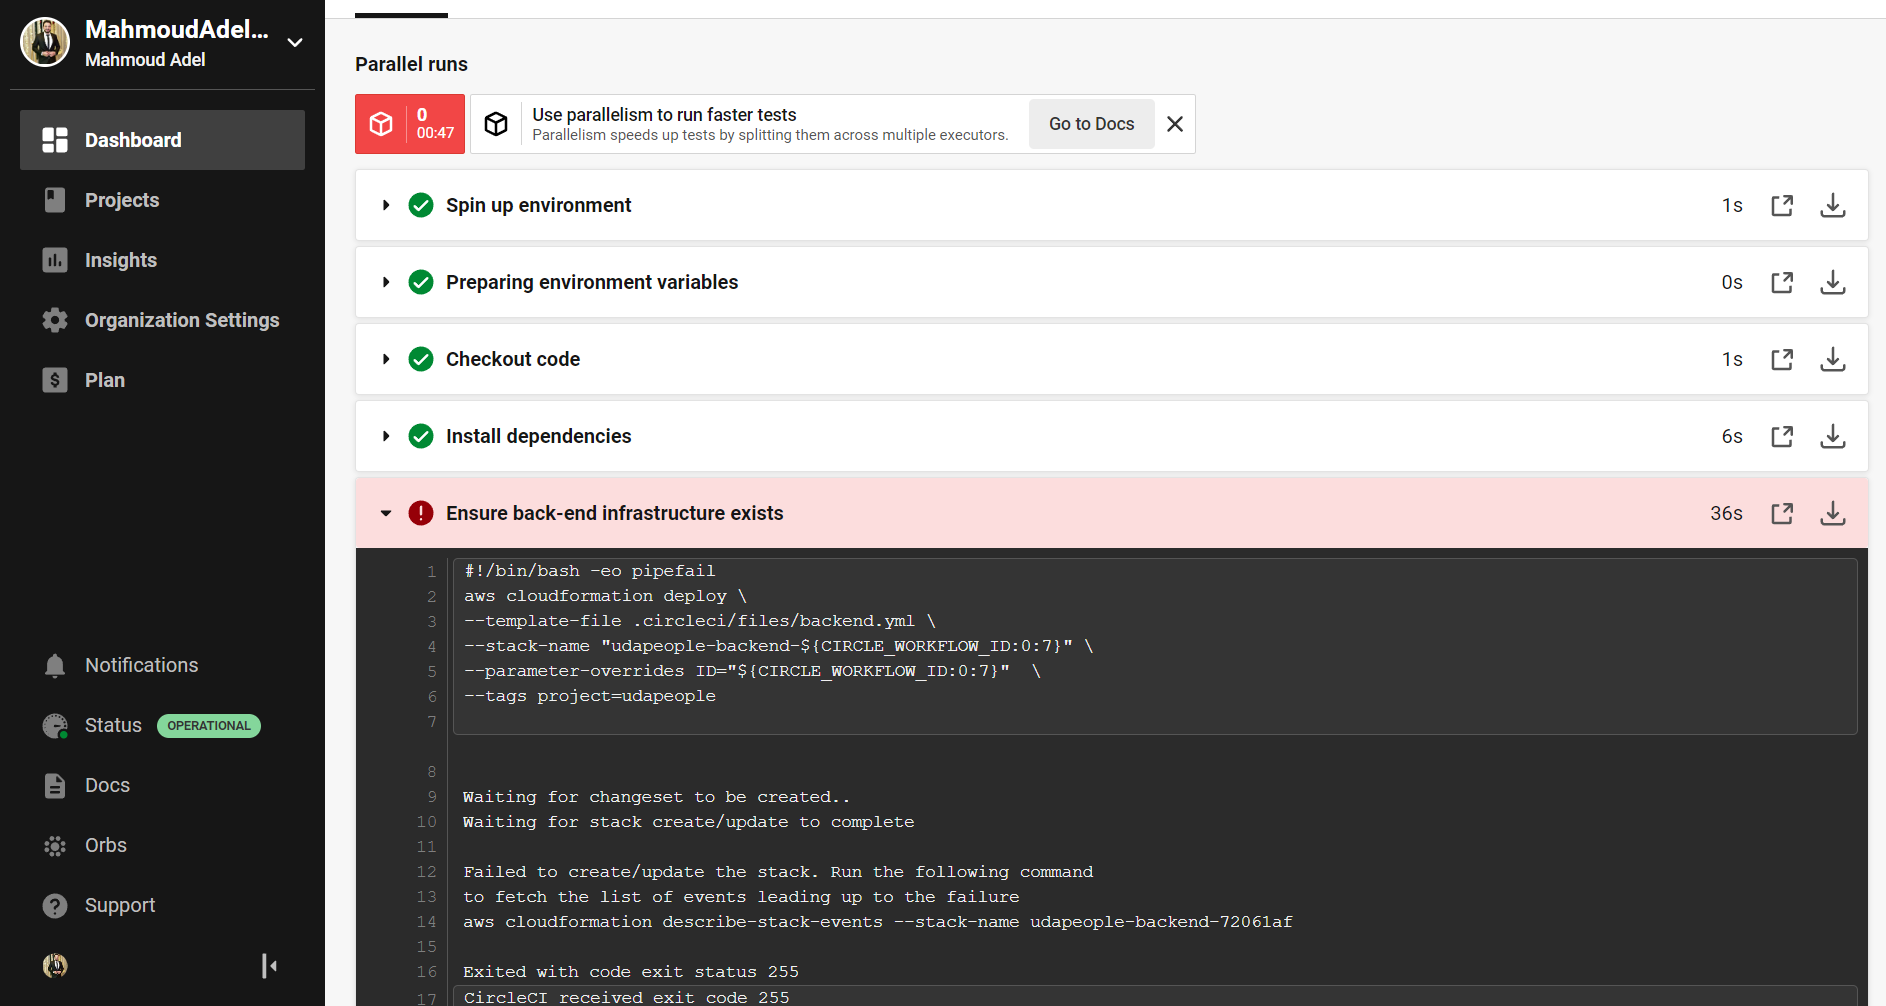 MahmoudAdel...
Mahmoud Adel
Dashboard
Projects
Insights
Organization Settings
$ Plan
Notifications
Status OPERATIONAL
Docs
Orbs
? Support
Parallel runs
0
00:47
Use parallelism to run faster tests
Parallelism speeds up tests by splitting them across multiple executors.
Go to Docs
Spin up environment 1s
Preparing environment variables 0s
Checkout code 1s
Install dependencies 6s
! Ensure back-end infrastructure exists 36s
1 #!/bin/bash -eo pipefail
2 aws cloudformation deploy \
3 --template-file .circleci/files/backend.yml \
4 --stack-name "udapeople-backend-${CIRCLE_WORKFLOW_ID:0:7}" \
5 --parameter-overrides ID="${CIRCLE_WORKFLOW_ID:0:7}"  \
6 --tags project=udapeople
7
8
9 Waiting for changeset to be created..
10 Waiting for stack create/update to complete
11
12 Failed to create/update the stack. Run the following command
13 to fetch the list of events leading up to the failure
14 aws cloudformation describe-stack-events --stack-name udapeople-backend-72061af
15
16 Exited with code exit status 255
17 CircleCI received exit code 255